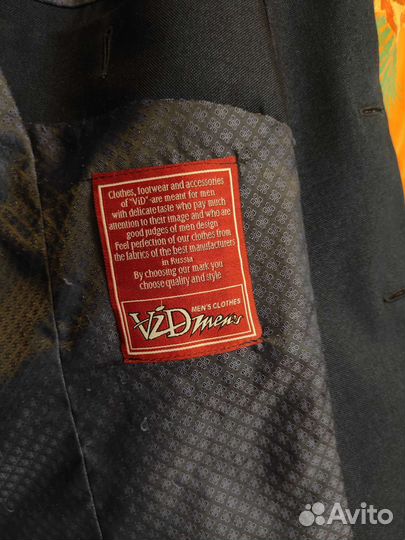 Clothes, footwear and accessories
of "ViD"-are meant for men
with delicate taste who pay much
attention to their image and who are
good judges of men design
Feel perfection of our clothes from
the fabrics of the best manufacturers
in Russia
By choosing our mark you
choose quality and style
MEN'S CLOTHES
ViD men's
Avito